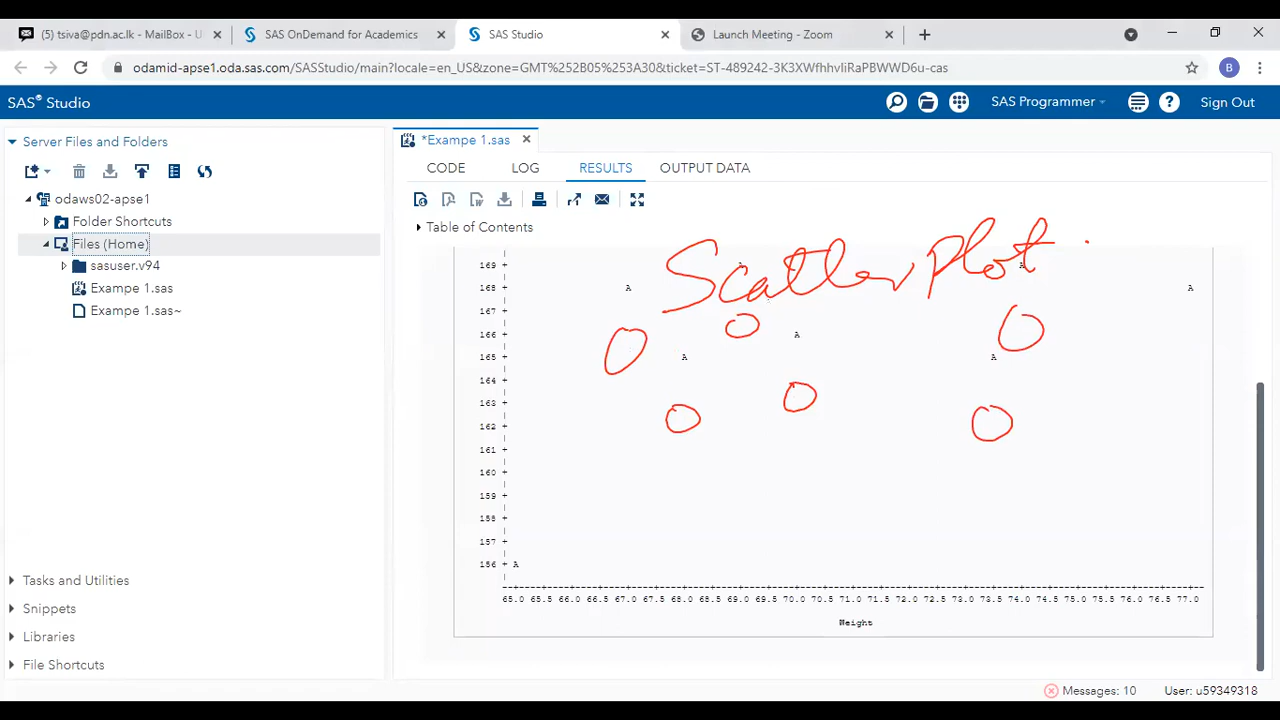 (5) tsiva@pdn.ac.lk - MailBox - U
SAS OnDemand for Academics
SAS Studio
Launch Meeting - Zoom
odamid-apse1.oda.sas.com/SASStudio/main?locale=en_US&zone=GMT%252B05%253A30&ticket=ST-489242-3K3XWfhhvIiRaPBWWD6u-cas
B
SAS® Studio
SAS Programmer
Sign Out
Server Files and Folders
odaws02-apse1
Folder Shortcuts
Files (Home)
sasuser.v94
Exampe 1.sas
Exampe 1.sas~
Tasks and Utilities
Snippets
Libraries
File Shortcuts
*Exampe 1.sas
CODE LOG RESULTS OUTPUT DATA
Table of Contents
Scatter Plot
169 + A A
168 + A A
167 +
166 + A
165 + A A
164 +
163 +
162 +
161 +
160 +
159 +
158 +
157 +
156 + A
65.0 65.5 66.0 66.5 67.0 67.5 68.0 68.5 69.0 69.5 70.0 70.5 71.0 71.5 72.0 72.5 73.0 73.5 74.0 74.5 75.0 75.5 76.0 76.5 77.0
Weight
Messages: 10
User: u59349318